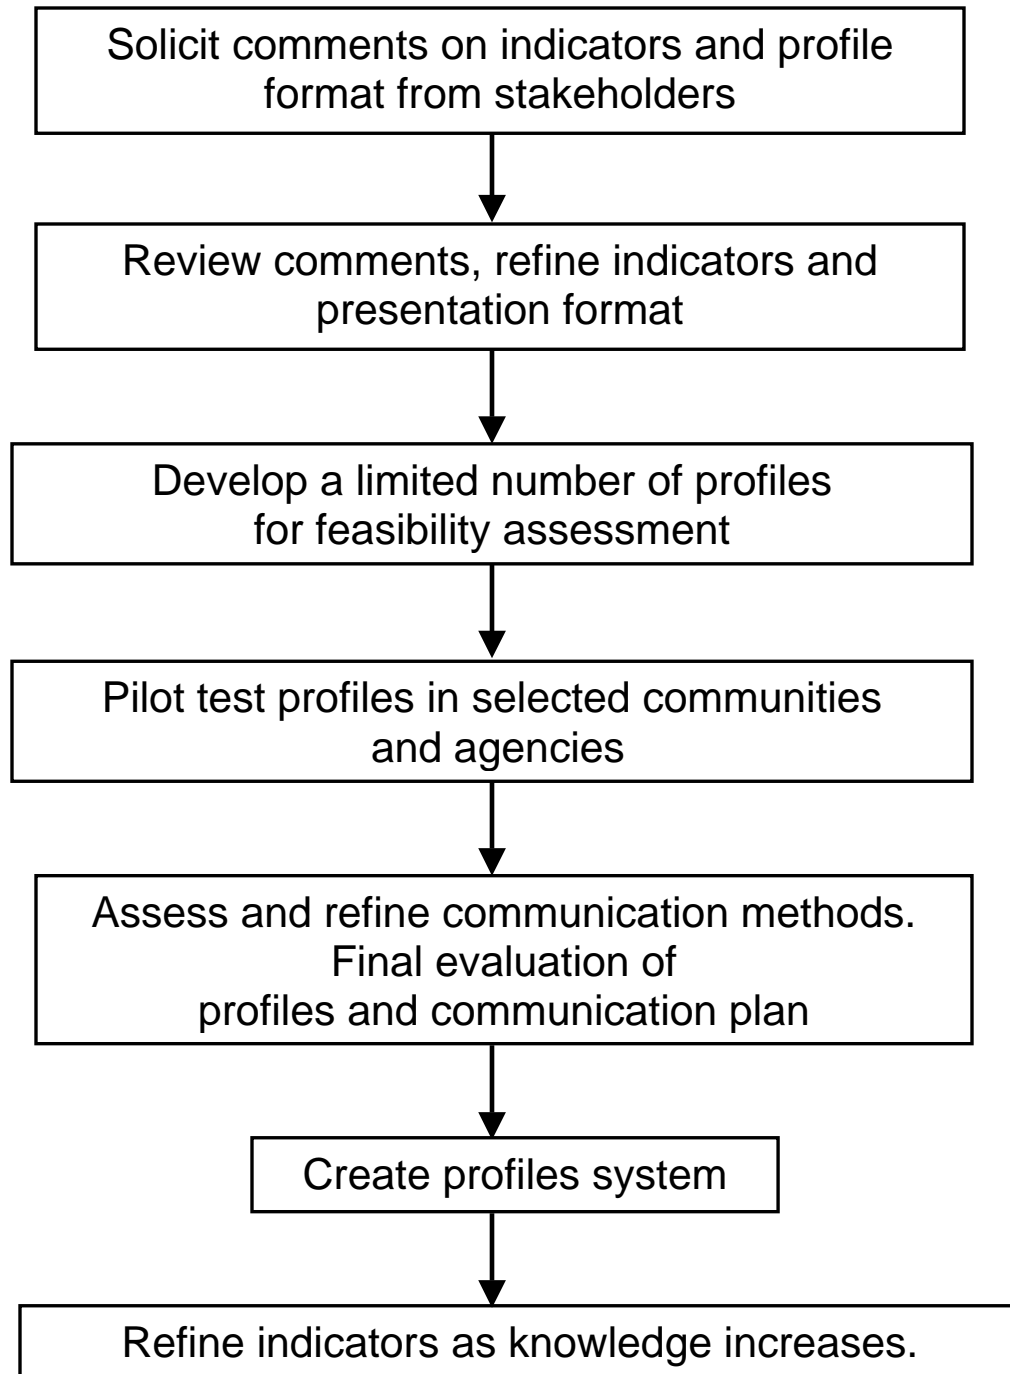 Solicit comments on indicators and profile
format from stakeholders
Review comments, refine indicators and
presentation format
Develop a limited number of profiles
for feasibility assessment
Pilot test profiles in selected communities
and agencies
Assess and refine communication methods.
Final evaluation of
profiles and communication plan
Create profiles system
Refine indicators as knowledge increases.